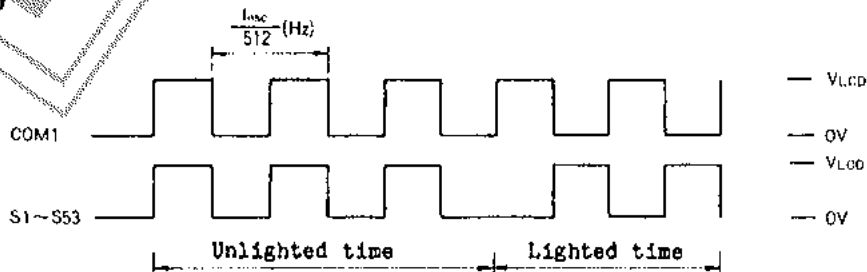 fosc
512 (Hz)
VLCD
COM1
0V
VLCD
S1~S53
0V
Unlighted time
Lighted time